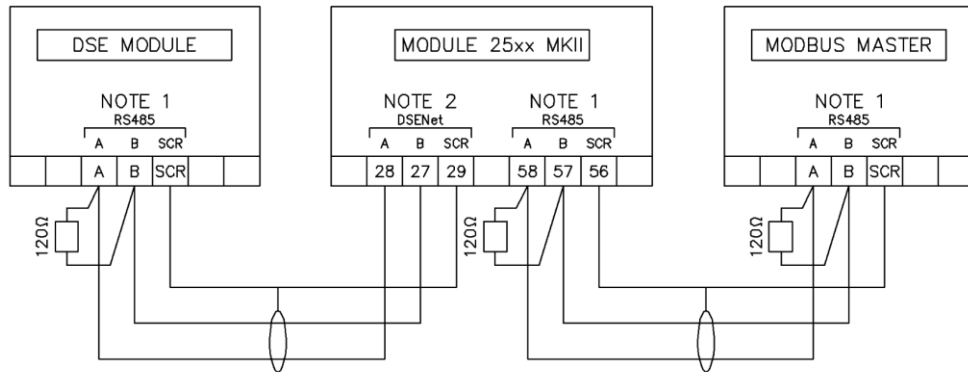 DSE MODULE
MODULE 25xx MKII
MODBUS MASTER
NOTE 1
RS485
A B SCR
A B SCR
120Ω
NOTE 2
DSENet
A B SCR
28 27 29
NOTE 1
RS485
A B SCR
58 57 56
120Ω
NOTE 1
RS485
A B SCR
A B SCR
120Ω